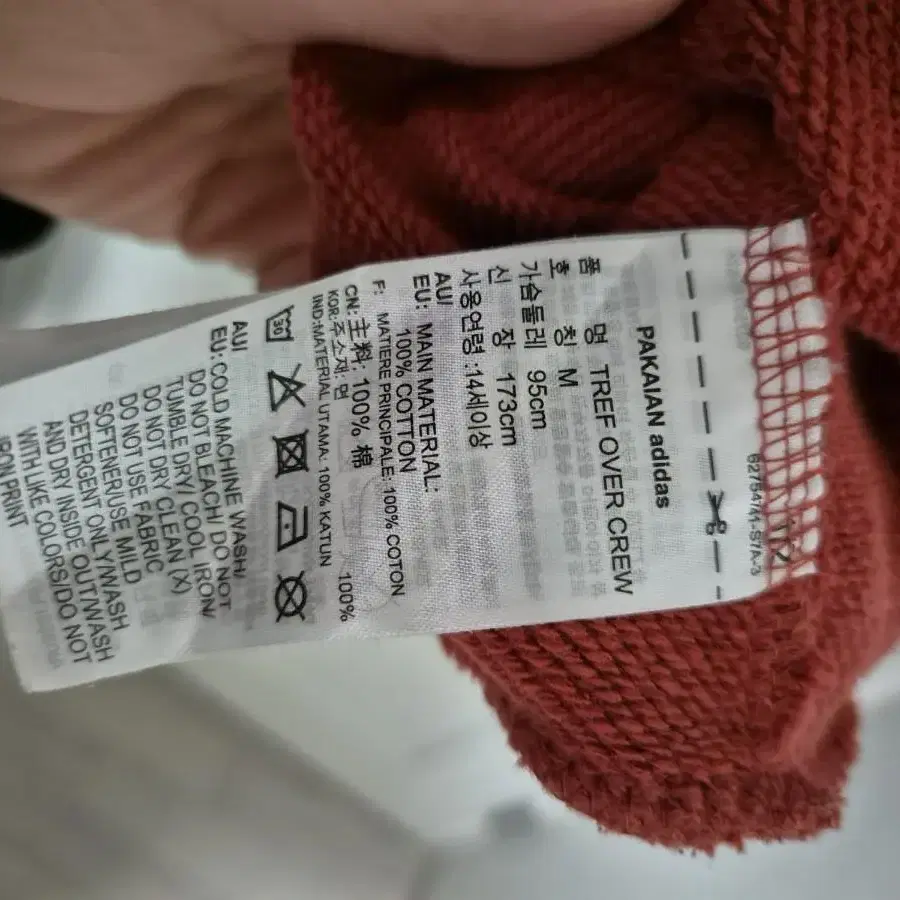 1/2
PAKAIAN adidas
품 명 TREF OVER CREW
호 칭 M
가슴둘레 95cm
신 장 173cm
사용연령 :14세이상
AU/
EU: MAIN MATERIAL:
100% COTTON
F: MATIERE PRINCIPALE: 100% COTON
CN: 主料: 100% 棉
KOR: 주소재: 면 100%
IND:MATERIAL UTAMA: 100% KATUN
30
AU/
EU: COLD MACHINE WASH/
DO NOT BLEACH/ DO NOT
TUMBLE DRY/ COOL IRON/
DO NOT DRY CLEAN (X)
DO NOT USE FABRIC
SOFTENER/USE MILD
DETERGENT ONLY/WASH
AND DRY INSIDE OUT/WASH
WITH LIKE COLORS/DO NOT
IRON PRINT